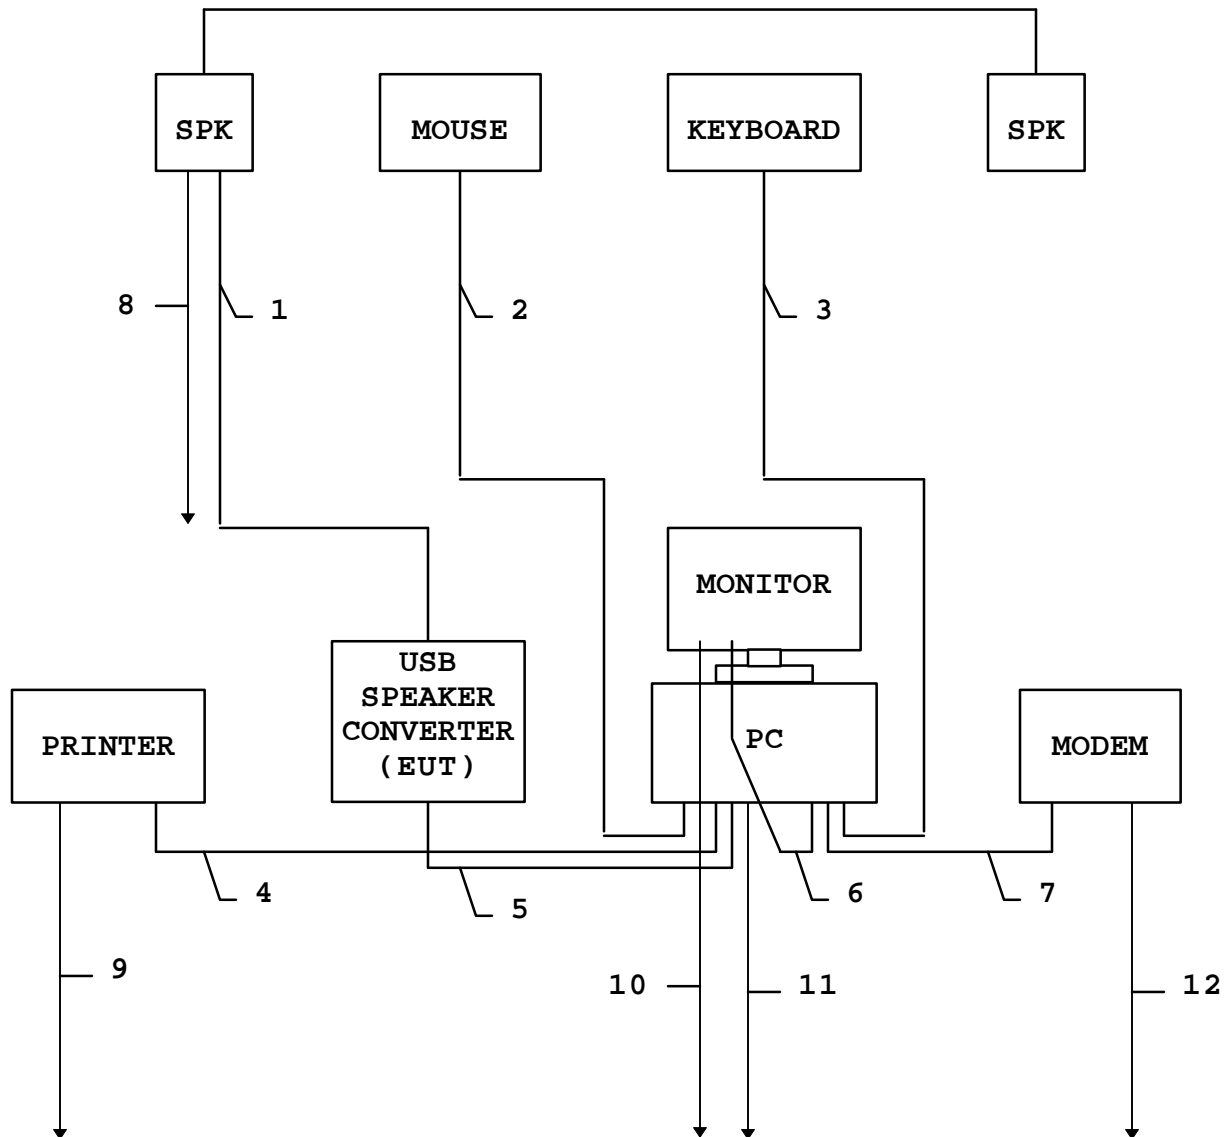 SPK
MOUSE
KEYBOARD
SPK
8
1
2
3
MONITOR
USB
SPEAKER
CONVERTER
(EUT)
PRINTER
PC
MODEM
4
5
6
7
9
10
11
12